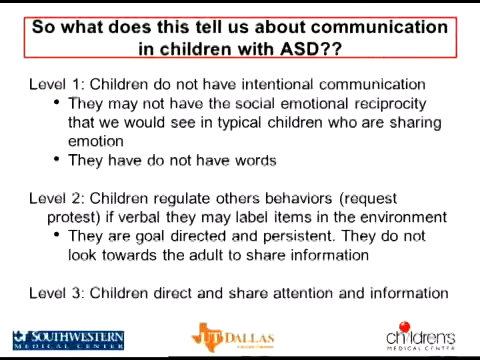 So what does this tell us about communication
in children with ASD??
Level 1: Children do not have intentional communication
• They may not have the social emotional reciprocity
that we would see in typical children who are sharing
emotion
• They have do not have words
Level 2: Children regulate others behaviors (request
protest) if verbal they may label items in the environment
• They are goal directed and persistent. They do not
look towards the adult to share information
Level 3: Children direct and share attention and information
SOUTHWESTERN
MEDICAL CENTER
UT DALLAS
children's
MEDICAL CENTER